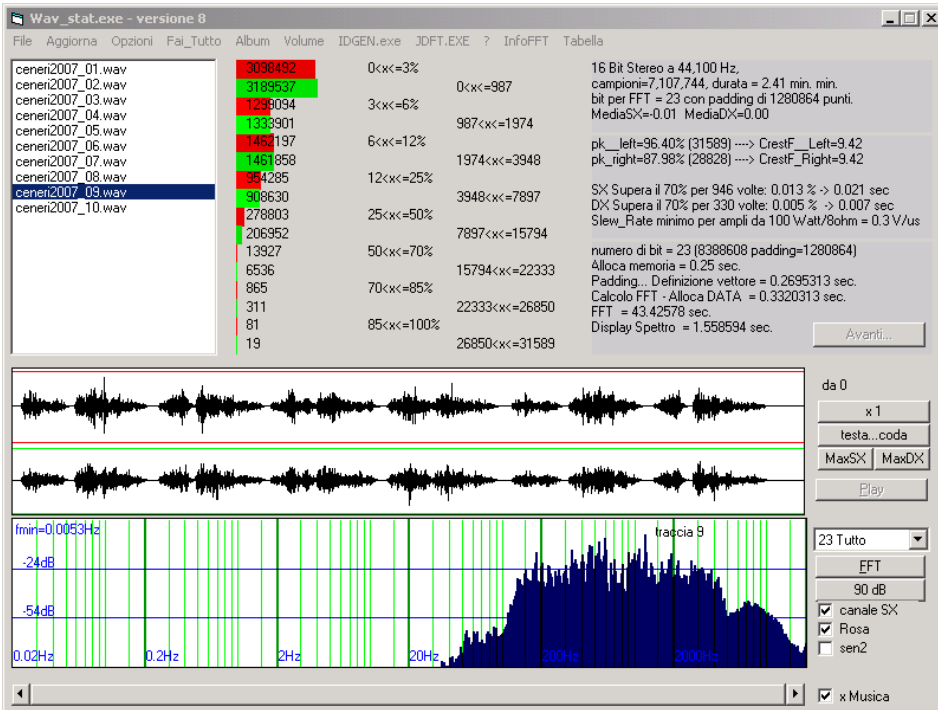 Wav_stat.exe - versione 8
File Aggiorna Opzioni Fai_Tutto Album Volume IDGEN.exe JDFT.EXE ? InfoFFT Tabella
ceneri2007_01.wav
ceneri2007_02.wav
ceneri2007_03.wav
ceneri2007_04.wav
ceneri2007_05.wav
ceneri2007_06.wav
ceneri2007_07.wav
ceneri2007_08.wav
ceneri2007_09.wav
ceneri2007_10.wav
3098492 0<x<=3%
3189537 0<x<=987
1299094 3<x<=6%
1333901 987<x<=1974
1462197 6<x<=12%
1461858 1974<x<=3948
954285 12<x<=25%
908630 3948<x<=7897
278803 25<x<=50%
206952 7897<x<=15794
13927 50<x<=70%
6536 15794<x<=22333
865 70<x<=85%
311 22333<x<=26850
81 85<x<=100%
19 26850<x<=31589
16 Bit Stereo a 44,100 Hz,
campioni=7,107,744, durata = 2.41 min. min.
bit per FFT = 23 con padding di 1280864 punti.
MediaSX=-0.01 MediaDX=0.00
pk__left=96.40% (31589) ----> CrestF__Left=9.42
pk_right=87.98% (28828) ----> CrestF_Right=9.42
SX Supera il 70% per 946 volte: 0.013 % -> 0.021 sec
DX Supera il 70% per 330 volte: 0.005 % -> 0.007 sec
Slew_Rate minimo per ampli da 100 Watt/8ohm = 0.3 V/us
numero di bit = 23 (8388608 padding=1280864)
Alloca memoria = 0.25 sec.
Padding... Definizione vettore = 0.2695313 sec.
Calcolo FFT - Alloca DATA = 0.3320313 sec.
FFT = 43.42578 sec.
Display Spettro = 1.558594 sec.
Avanti...
da 0
x 1
testa...coda
MaxSX MaxDX
Play
fmin=0.0053Hz traccia 9
-24dB
-54dB
0.02Hz 0.2Hz 2Hz 20Hz 200Hz 2000Hz
23 Tutto
FFT
90 dB
canale SX
Rosa
sen2
x Musica